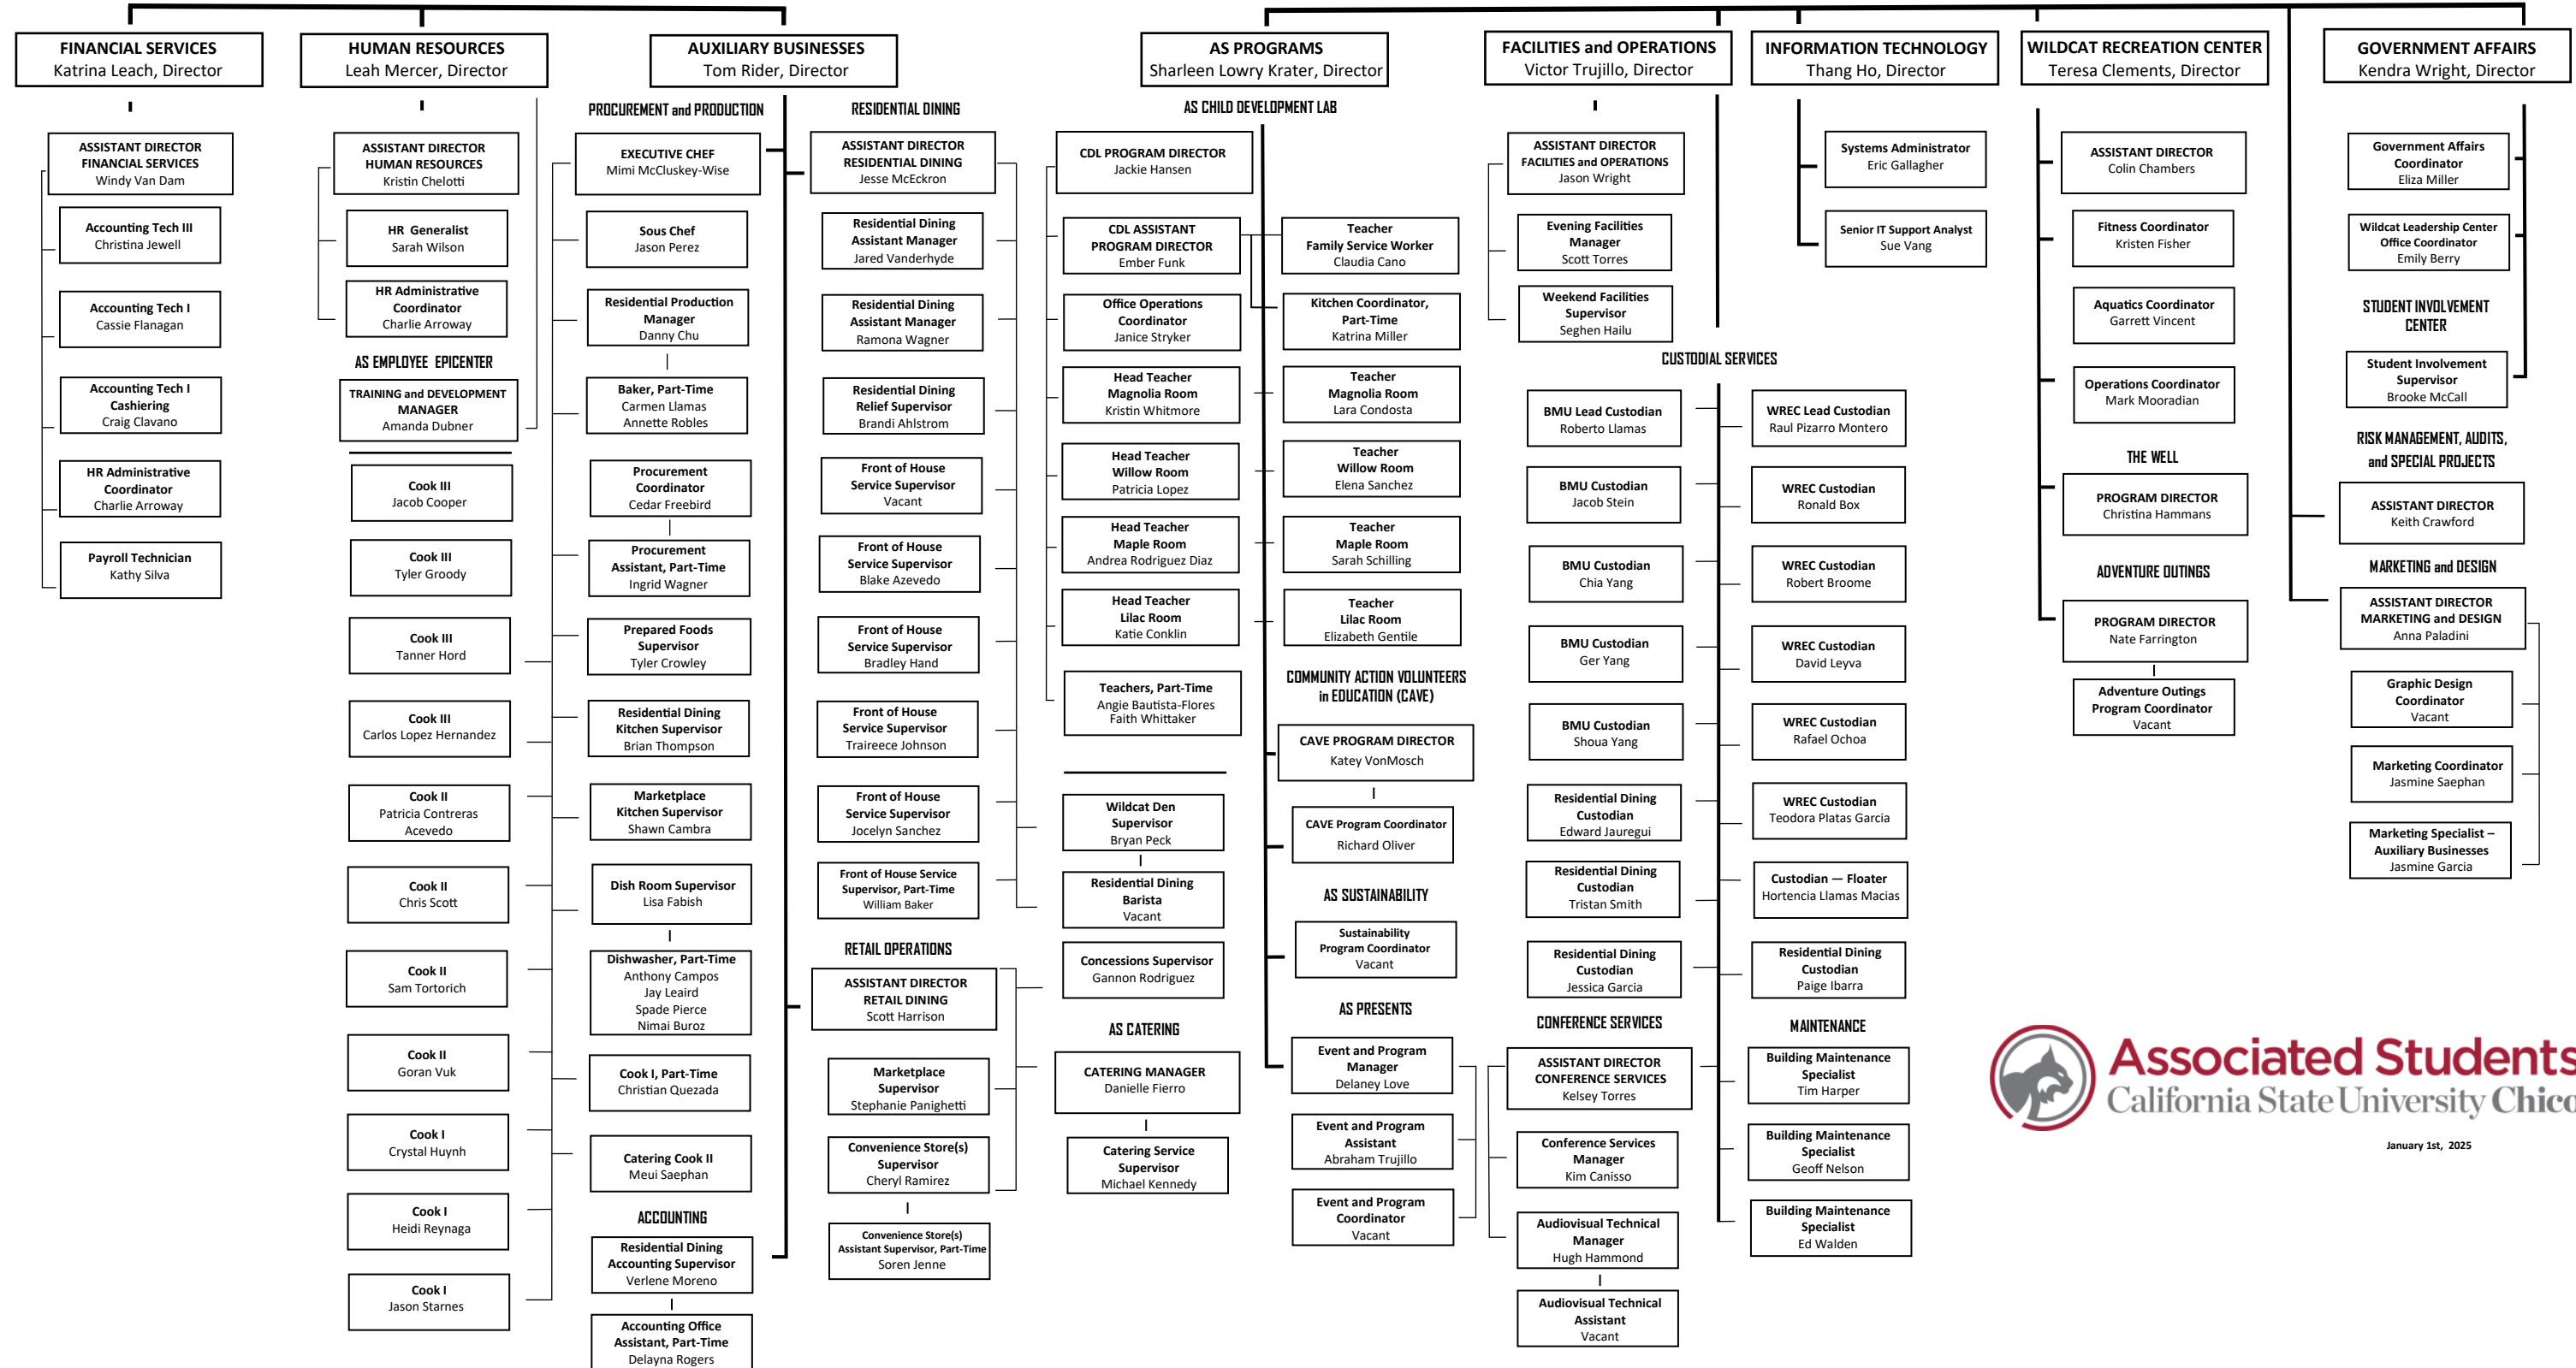 FINANCIAL SERVICES
Katrina Leach, Director
HUMAN RESOURCES
Leah Mercer, Director
AUXILIARY BUSINESSES
Tom Rider, Director
AS PROGRAMS
Sharleen Lowry Krater, Director
FACILITIES and OPERATIONS
Victor Trujillo, Director
INFORMATION TECHNOLOGY
Thang Ho, Director
WILDCAT RECREATION CENTER
Teresa Clements, Director
GOVERNMENT AFFAIRS
Kendra Wright, Director
ASSISTANT DIRECTOR
FINANCIAL SERVICES
Windy Van Dam
Accounting Tech III
Christina Jewell
Accounting Tech I
Cassie Flanagan
Accounting Tech I
Cashiering
Craig Clavano
HR Administrative
Coordinator
Charlie Arroway
Payroll Technician
Kathy Silva
ASSISTANT DIRECTOR
HUMAN RESOURCES
Kristin Chelotti
HR Generalist
Sarah Wilson
HR Administrative
Coordinator
Charlie Arroway
AS EMPLOYEE EPICENTER
TRAINING and DEVELOPMENT
MANAGER
Amanda Dubner
Cook III
Jacob Cooper
Cook III
Tyler Groody
Cook III
Tanner Hord
Cook III
Carlos Lopez Hernandez
Cook II
Patricia Contreras
Acevedo
Cook II
Chris Scott
Cook II
Sam Tortorich
Cook II
Goran Vuk
Cook I
Crystal Huynh
Cook I
Heidi Reynaga
Cook I
Jason Starnes
PROCUREMENT and PRODUCTION
EXECUTIVE CHEF
Mimi McCluskey-Wise
Sous Chef
Jason Perez
Residential Production
Manager
Danny Chu
Baker, Part-Time
Carmen Llamas
Annette Robles
Procurement
Coordinator
Cedar Freebird
Procurement
Assistant, Part-Time
Ingrid Wagner
Prepared Foods
Supervisor
Tyler Crowley
Residential Dining
Kitchen Supervisor
Brian Thompson
Marketplace
Kitchen Supervisor
Shawn Cambra
Dish Room Supervisor
Lisa Fabish
Dishwasher, Part-Time
Anthony Campos
Jay Leaird
Spade Pierce
Nimai Buroz
Cook I, Part-Time
Christian Quezada
Catering Cook II
Meui Saephan
ACCOUNTING
Residential Dining
Accounting Supervisor
Verlene Moreno
Accounting Office
Assistant, Part-Time
Delayna Rogers
RESIDENTIAL DINING
ASSISTANT DIRECTOR
RESIDENTIAL DINING
Jesse McEckron
Residential Dining
Assistant Manager
Jared Vanderhyde
Residential Dining
Assistant Manager
Ramona Wagner
Residential Dining
Relief Supervisor
Brandi Ahlstrom
Front of House
Service Supervisor
Vacant
Front of House
Service Supervisor
Blake Azevedo
Front of House
Service Supervisor
Bradley Hand
Front of House
Service Supervisor
Traireece Johnson
Front of House
Service Supervisor
Jocelyn Sanchez
Front of House Service
Supervisor, Part-Time
William Baker
RETAIL OPERATIONS
ASSISTANT DIRECTOR
RETAIL DINING
Scott Harrison
Marketplace
Supervisor
Stephanie Panighetti
Convenience Store(s)
Supervisor
Cheryl Ramirez
Convenience Store(s)
Assistant Supervisor, Part-Time
Soren Jenne
AS CHILD DEVELOPMENT LAB
CDL PROGRAM DIRECTOR
Jackie Hansen
CDL ASSISTANT
PROGRAM DIRECTOR
Ember Funk
Office Operations
Coordinator
Janice Stryker
Head Teacher
Magnolia Room
Kristin Whitmore
Head Teacher
Willow Room
Patricia Lopez
Head Teacher
Maple Room
Andrea Rodriguez Diaz
Head Teacher
Lilac Room
Katie Conklin
Teachers, Part-Time
Angie Bautista-Flores
Faith Whittaker
Wildcat Den
Supervisor
Bryan Peck
Residential Dining
Barista
Vacant
Concessions Supervisor
Gannon Rodriguez
AS CATERING
CATERING MANAGER
Danielle Fierro
Catering Service
Supervisor
Michael Kennedy
Teacher
Family Service Worker
Claudia Cano
Kitchen Coordinator,
Part-Time
Katrina Miller
Teacher
Magnolia Room
Lara Condosta
Teacher
Willow Room
Elena Sanchez
Teacher
Maple Room
Sarah Schilling
Teacher
Lilac Room
Elizabeth Gentile
COMMUNITY ACTION VOLUNTEERS
in EDUCATION (CAVE)
CAVE PROGRAM DIRECTOR
Katey VonMosch
CAVE Program Coordinator
Richard Oliver
AS SUSTAINABILITY
Sustainability
Program Coordinator
Vacant
AS PRESENTS
Event and Program
Manager
Delaney Love
Event and Program
Assistant
Abraham Trujillo
Event and Program
Coordinator
Vacant
ASSISTANT DIRECTOR
FACILITIES and OPERATIONS
Jason Wright
Evening Facilities
Manager
Scott Torres
Weekend Facilities
Supervisor
Seghen Hailu
CUSTODIAL SERVICES
BMU Lead Custodian
Roberto Llamas
BMU Custodian
Jacob Stein
BMU Custodian
Chia Yang
BMU Custodian
Ger Yang
BMU Custodian
Shoua Yang
Residential Dining
Custodian
Edward Jauregui
Residential Dining
Custodian
Tristan Smith
Residential Dining
Custodian
Jessica Garcia
CONFERENCE SERVICES
ASSISTANT DIRECTOR
CONFERENCE SERVICES
Kelsey Torres
Conference Services
Manager
Kim Canisso
Audiovisual Technical
Manager
Hugh Hammond
Audiovisual Technical
Assistant
Vacant
WREC Lead Custodian
Raul Pizarro Montero
WREC Custodian
Ronald Box
WREC Custodian
Robert Broome
WREC Custodian
David Leyva
WREC Custodian
Rafael Ochoa
WREC Custodian
Teodora Platas Garcia
Custodian — Floater
Hortencia Llamas Macias
Residential Dining
Custodian
Paige Ibarra
MAINTENANCE
Building Maintenance
Specialist
Tim Harper
Building Maintenance
Specialist
Geoff Nelson
Building Maintenance
Specialist
Ed Walden
Systems Administrator
Eric Gallagher
Senior IT Support Analyst
Sue Vang
ASSISTANT DIRECTOR
Colin Chambers
Fitness Coordinator
Kristen Fisher
Aquatics Coordinator
Garrett Vincent
Operations Coordinator
Mark Mooradian
THE WELL
PROGRAM DIRECTOR
Christina Hammans
ADVENTURE OUTINGS
PROGRAM DIRECTOR
Nate Farrington
Adventure Outings
Program Coordinator
Vacant
Government Affairs
Coordinator
Eliza Miller
Wildcat Leadership Center
Office Coordinator
Emily Berry
STUDENT INVOLVEMENT
CENTER
Student Involvement
Supervisor
Brooke McCall
RISK MANAGEMENT, AUDITS,
and SPECIAL PROJECTS
ASSISTANT DIRECTOR
Keith Crawford
MARKETING and DESIGN
ASSISTANT DIRECTOR
MARKETING and DESIGN
Anna Paladini
Graphic Design
Coordinator
Vacant
Marketing Coordinator
Jasmine Saephan
Marketing Specialist –
Auxiliary Businesses
Jasmine Garcia
Associated Students
California State University Chico
January 1st, 2025